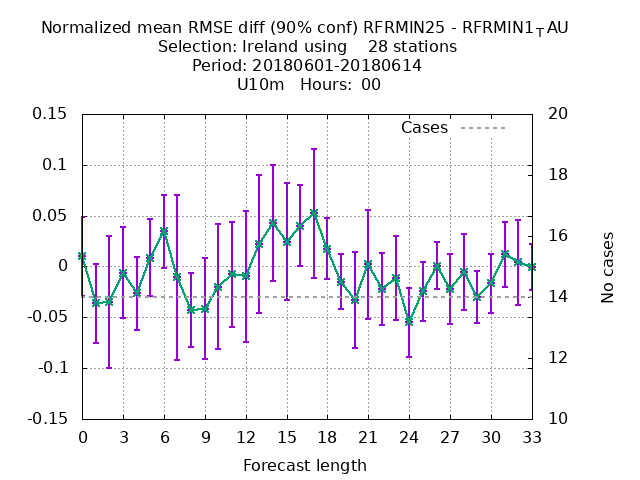 Normalized mean RMSE diff (90% conf) RFRMIN25 - RFRMIN1_TAU
Selection: Ireland using 28 stations
Period: 20180601-20180614
U10m Hours: 00
Cases
0.15
0.1
0.05
0
-0.05
-0.1
-0.15
20
18
16
14
12
10
No cases
0 3 6 9 12 15 18 21 24 27 30 33
Forecast length